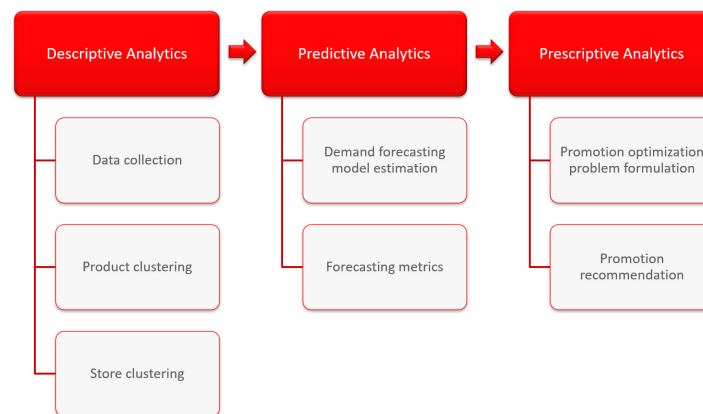 Descriptive Analytics
Predictive Analytics
Prescriptive Analytics
Data collection
Demand forecasting
model estimation
Promotion optimization
problem formulation
Product clustering
Forecasting metrics
Promotion
recommendation
Store clustering